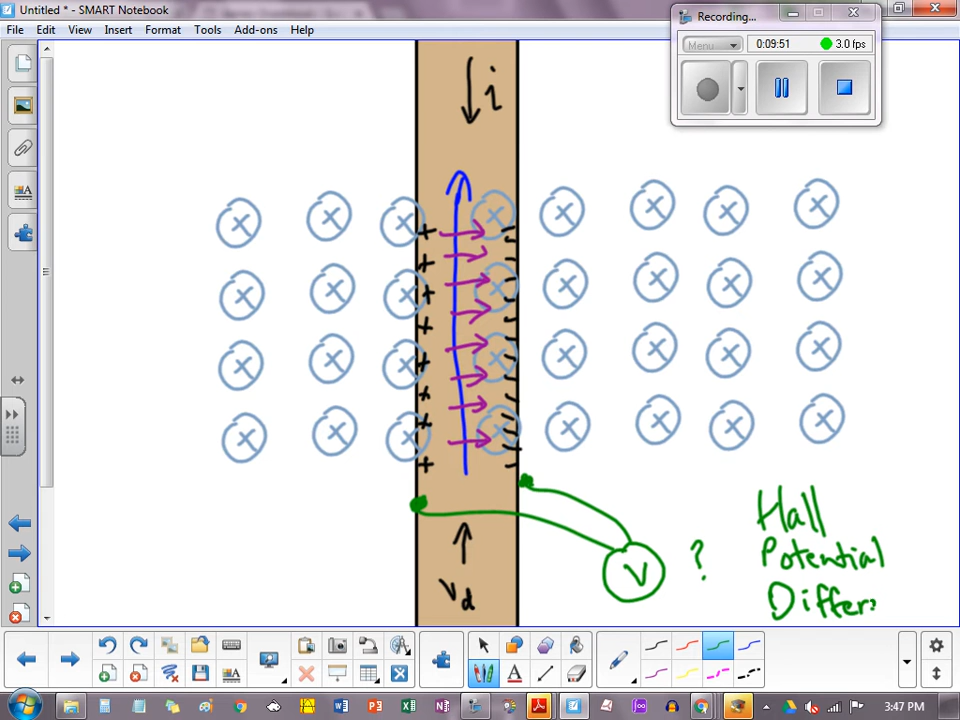 Untitled * - SMART Notebook
Recording...
File Edit View Insert Format Tools Add-ons Help
Menu 0:09:51 3.0 fps
i
+ -
V
?
Hall
Potential
Differ
vd
3:47 PM